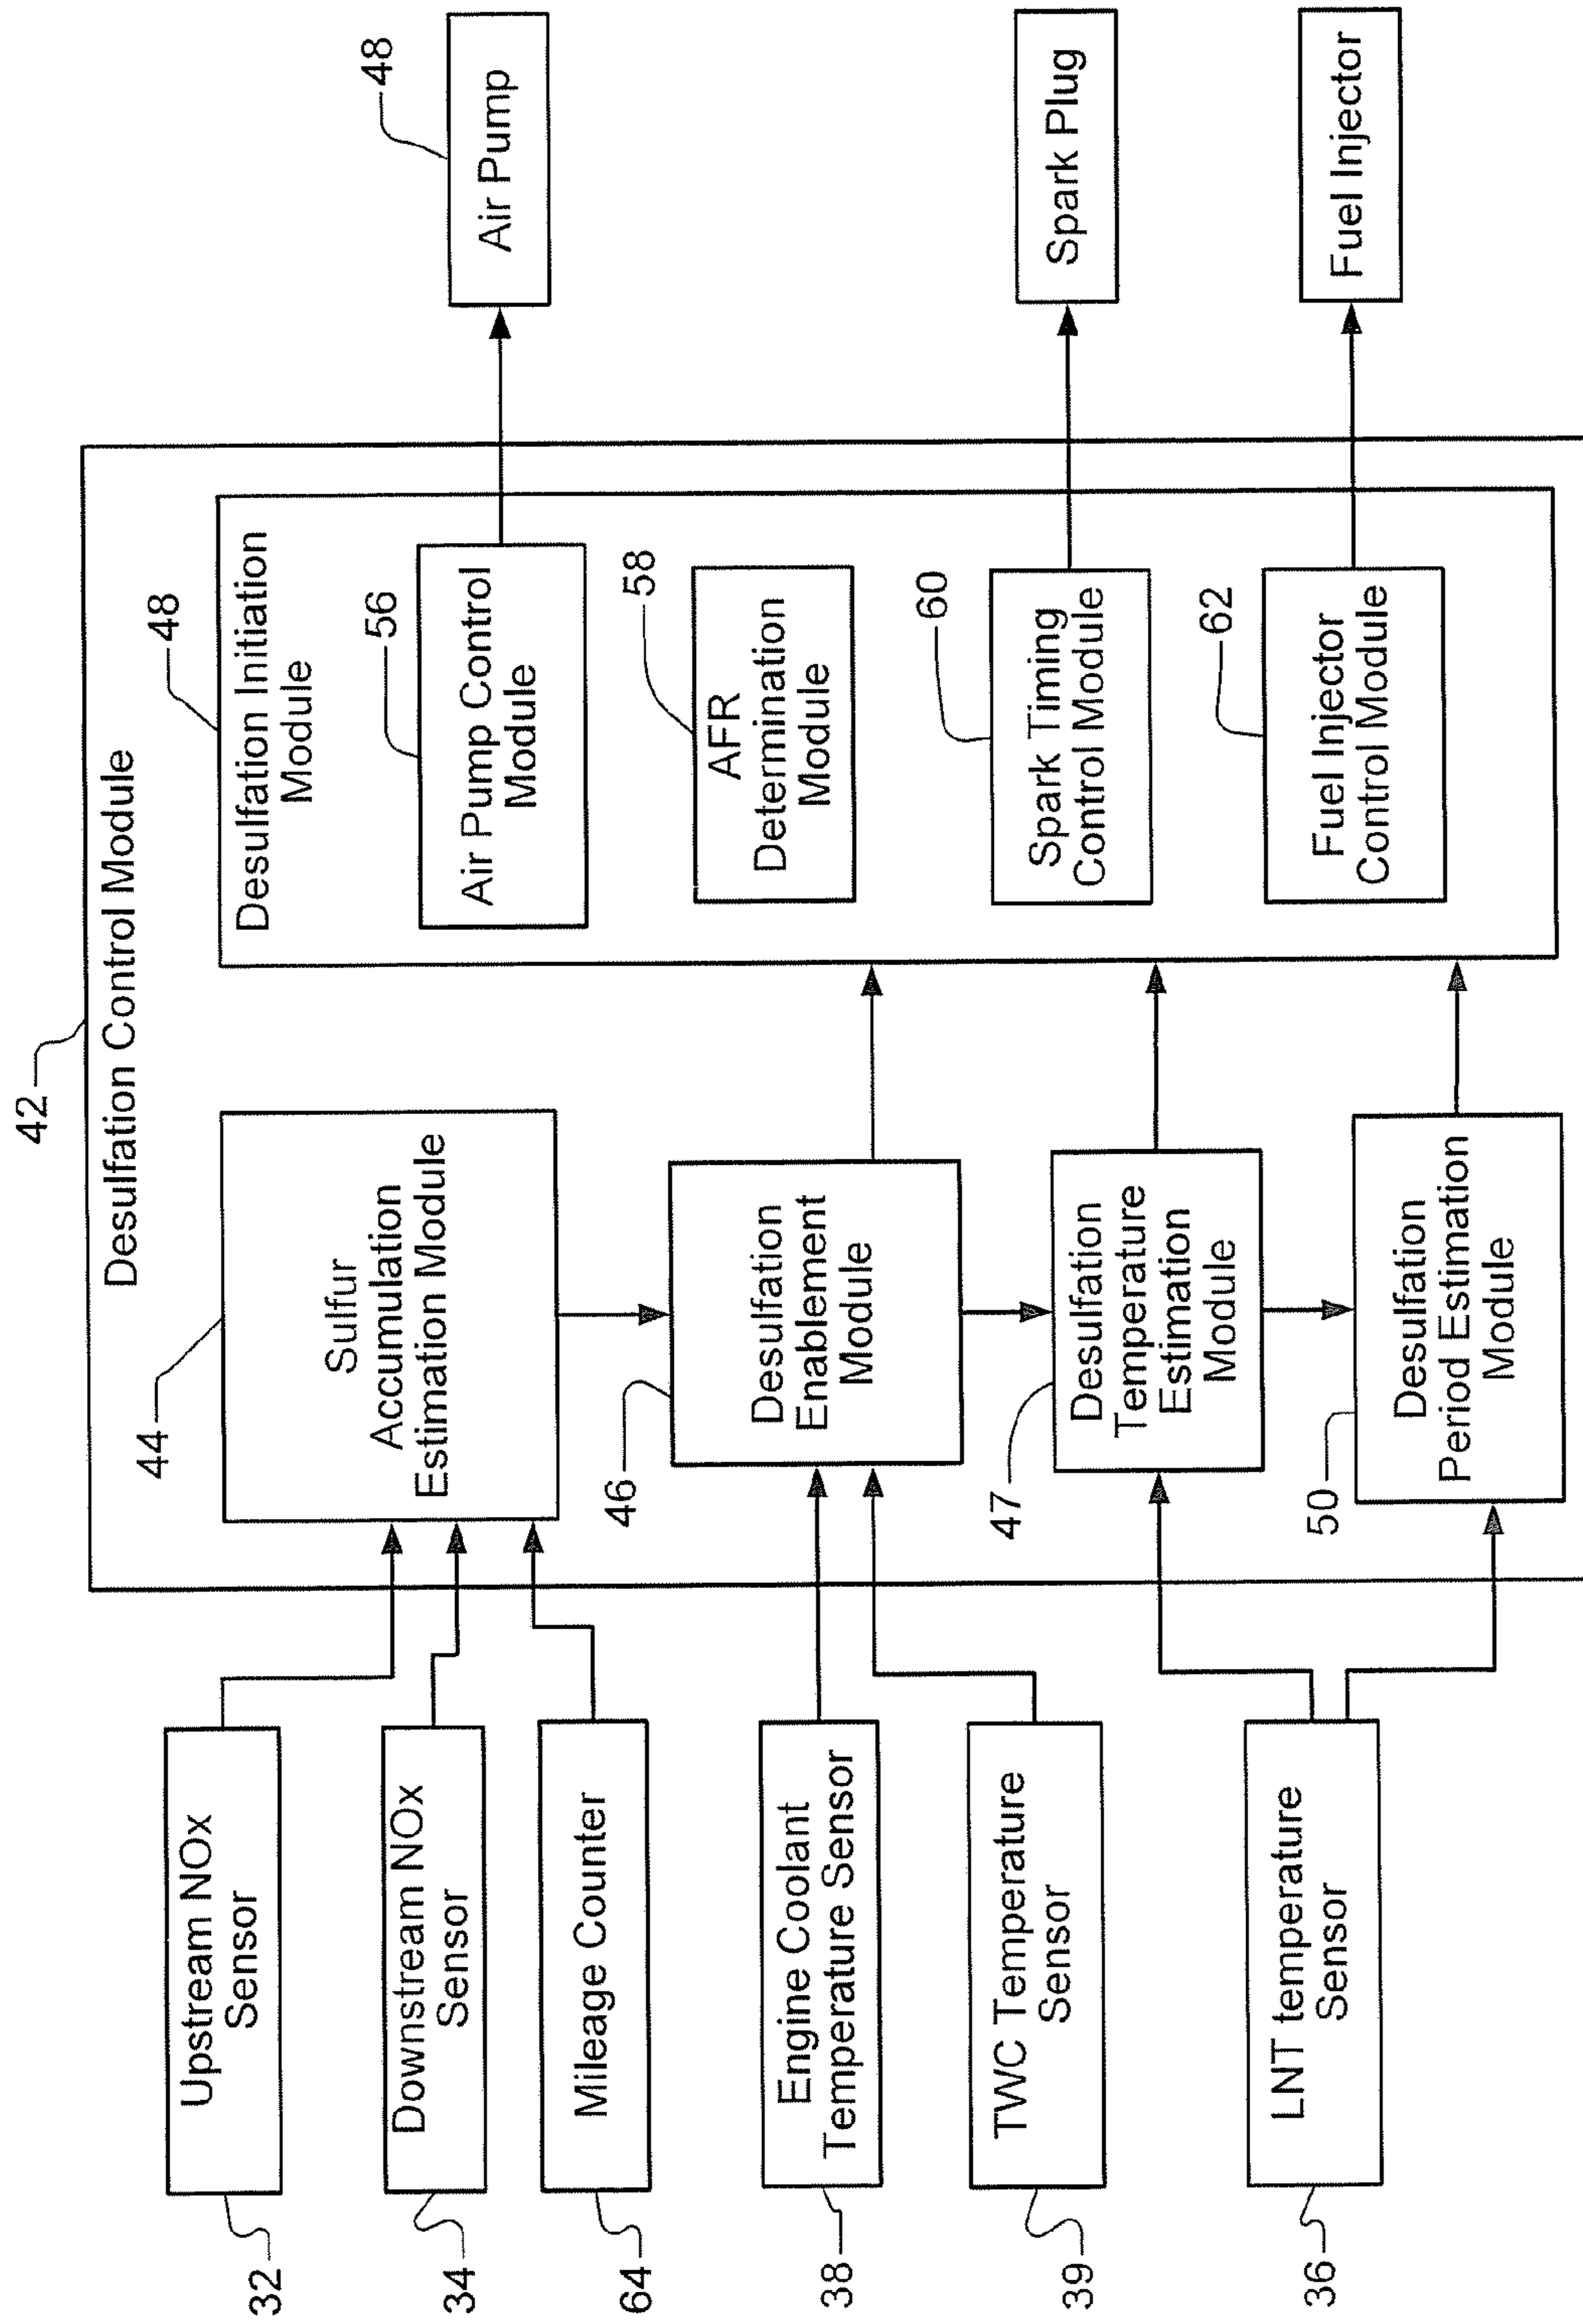 42
Desulfation Control Module
32
Upstream NOx
Sensor
34
Downstream NOx
Sensor
64
Mileage Counter
38
Engine Coolant
Temperature Sensor
39
TWC Temperature
Sensor
36
LNT temperature
Sensor
44
Sulfur
Accumulation
Estimation Module
46
Desulfation
Enablement
Module
47
Desulfation
Temperature
Estimation
Module
50
Desulfation
Period Estimation
Module
48
Desulfation Initiation
Module
56
Air Pump Control
Module
58
AFR
Determination
Module
60
Spark Timing
Control Module
62
Fuel Injector
Control Module
48
Air Pump
Spark Plug
Fuel Injector